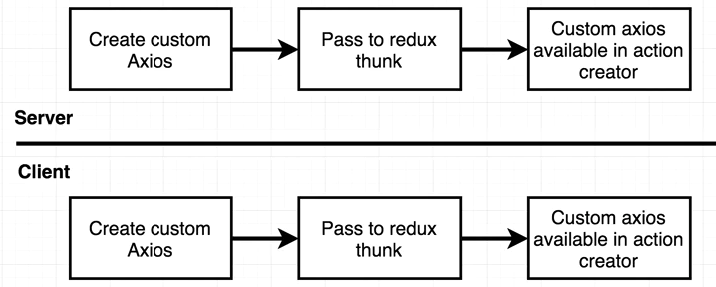 Create custom
Axios
Pass to redux
thunk
Custom axios
available in action
creator
Server
Client
Create custom
Axios
Pass to redux
thunk
Custom axios
available in action
creator